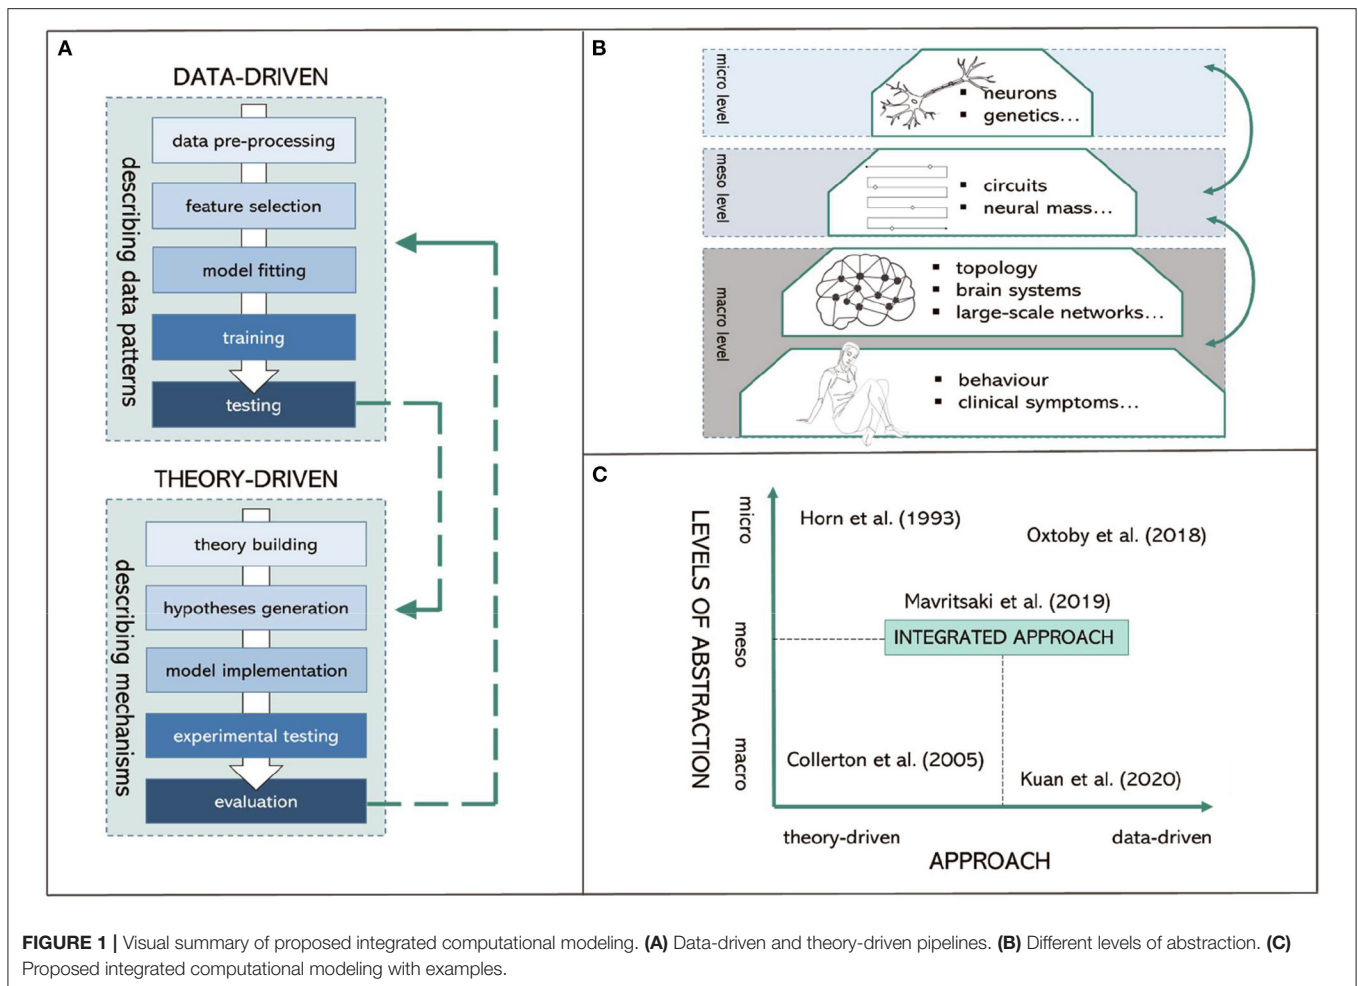 A
DATA-DRIVEN
describing data patterns
data pre-processing
feature selection
model fitting
training
testing
THEORY-DRIVEN
describing mechanisms
theory building
hypotheses generation
model implementation
experimental testing
evaluation
B
micro level
neurons
genetics...
meso level
circuits
neural mass...
macro level
topology
brain systems
large-scale networks...
behaviour
clinical symptoms...
C
LEVELS OF ABSTRACTION
micro
meso
macro
Horn et al. (1993)
Oxtoby et al. (2018)
Mavritsaki et al. (2019)
INTEGRATED APPROACH
Collerton et al. (2005)
Kuan et al. (2020)
theory-driven
data-driven
APPROACH
FIGURE 1 | Visual summary of proposed integrated computational modeling. (A) Data-driven and theory-driven pipelines. (B) Different levels of abstraction. (C)
Proposed integrated computational modeling with examples.